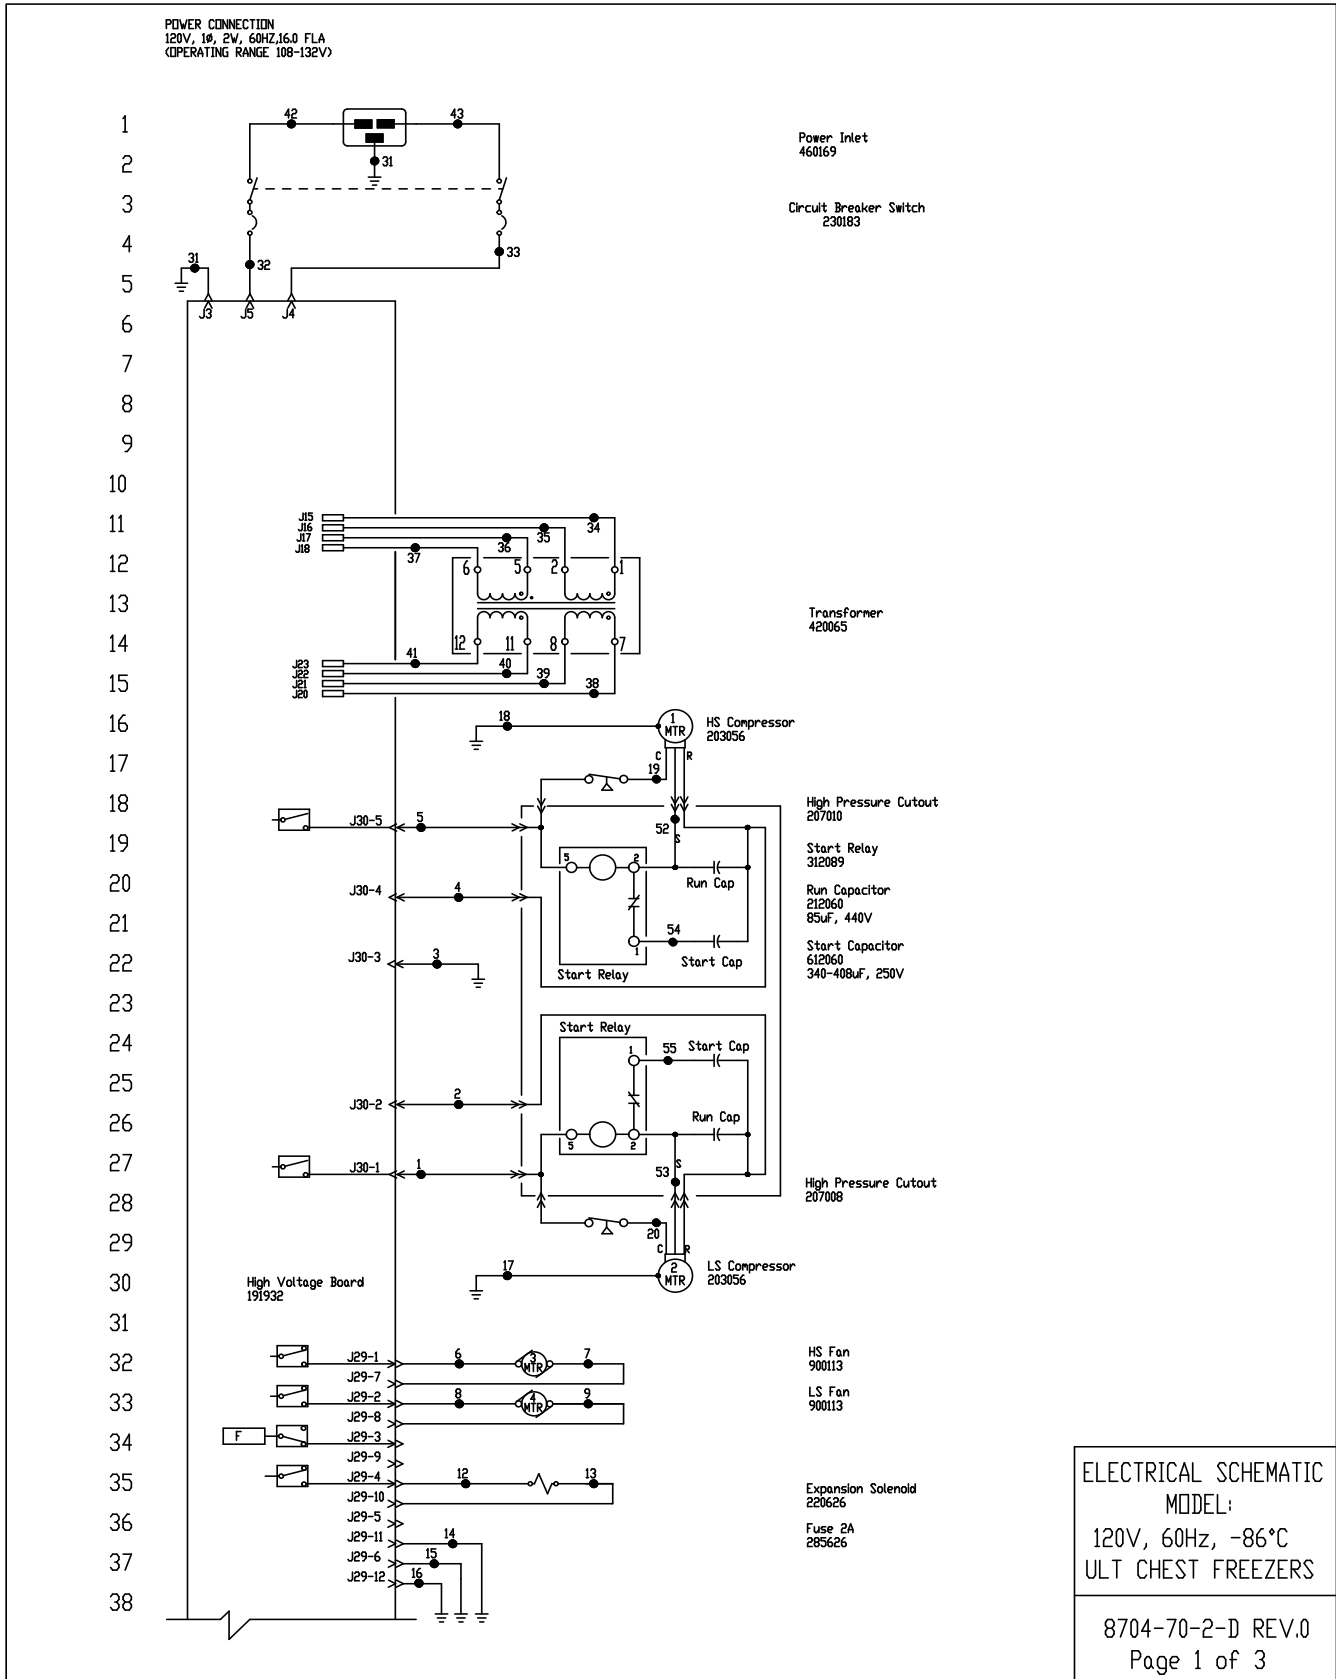 POWER CONNECTION
120V, 1ø, 2W, 60HZ,16.0 FLA
(OPERATING RANGE 108-132V)
1
42
43
Power Inlet
460169
2
31
3
Circuit Breaker Switch
230183
4
33
31
32
5
J3
J5
J4
6
7
8
9
10
11
J15
J16
J17
J18
34
35
36
37
12
6
5
2
1
13
Transformer
420065
14
12
11
8
7
J23
J22
J21
J20
41
40
39
38
15
16
18
1
MTR
HS Compressor
203056
17
C
R
19
18
High Pressure Cutout
207010
J30-5
5
52
S
19
Start Relay
312089
5
2
20
Run Cap
J30-4
4
Run Capacitor
212060
85uF, 440V
21
54
1
Start Capacitor
612060
340-408uF, 250V
22
J30-3
3
Start Cap
Start Relay
23
24
Start Relay
1
55
Start Cap
25
J30-2
2
26
Run Cap
5
2
27
J30-1
1
S
53
High Pressure Cutout
207008
28
29
20
C
R
30
High Voltage Board
191932
17
2
MTR
LS Compressor
203056
31
32
J29-1
6
3
MTR
7
HS Fan
900113
J29-7
33
J29-2
8
4
MTR
9
LS Fan
900113
J29-8
34
F
J29-3
J29-9
35
J29-4
12
13
Expansion Solenoid
220626
J29-10
36
J29-5
Fuse 2A
285626
J29-11
14
37
J29-6
15
J29-12
16
38
ELECTRICAL SCHEMATIC
MODEL:
120V, 60Hz, -86°C
ULT CHEST FREEZERS
8704-70-2-D REV.0
Page 1 of 3